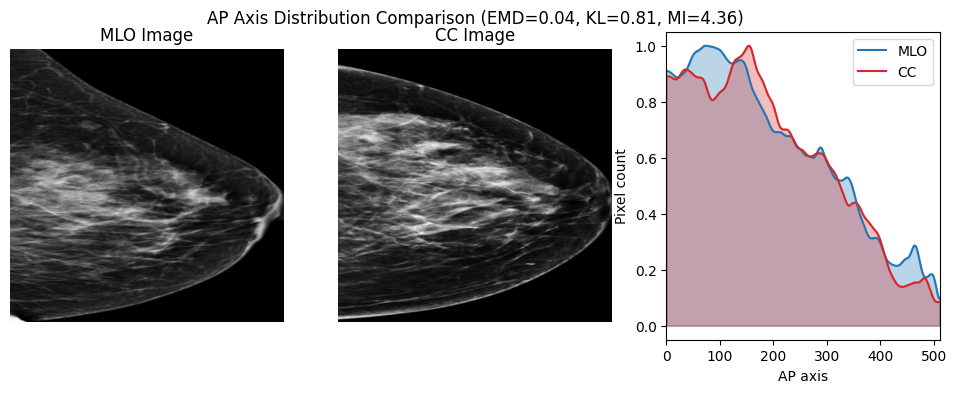 AP Axis Distribution Comparison (EMD=0.04, KL=0.81, MI=4.36)
MLO Image
CC Image
MLO
CC
Pixel count
1.0
0.8
0.6
0.4
0.2
0.0
0 100 200 300 400 500
AP axis